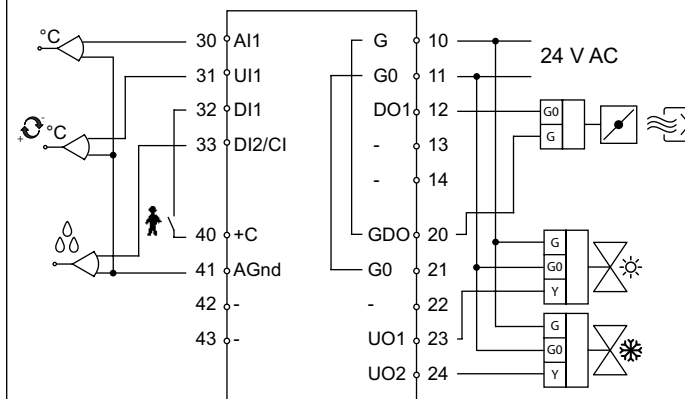 °C 30 AI1 G 10 24 V AC
31 UI1 G0 11
°C 32 DI1 DO1 12 G0
+ - 33 DI2/CI - 13 G
- 14
40 +C GDO 20 G
41 AGnd G0 21 G0
42 - - 22 Y
43 - UO1 23 G
G0
UO2 24 Y